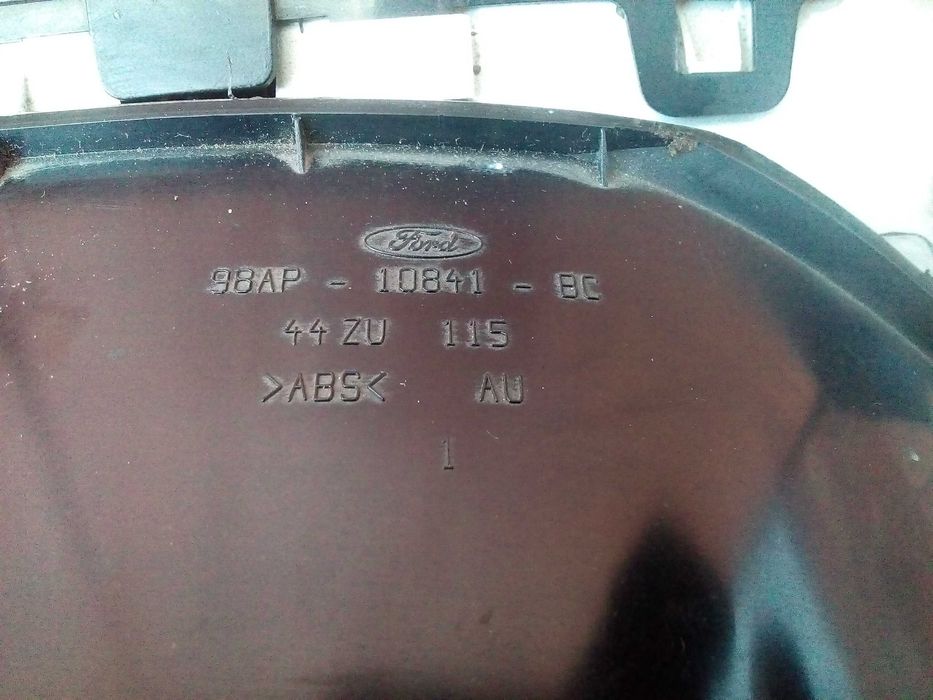 Ford
98AP - 10841 - BC
44 ZU 115
>ABS< AU
1